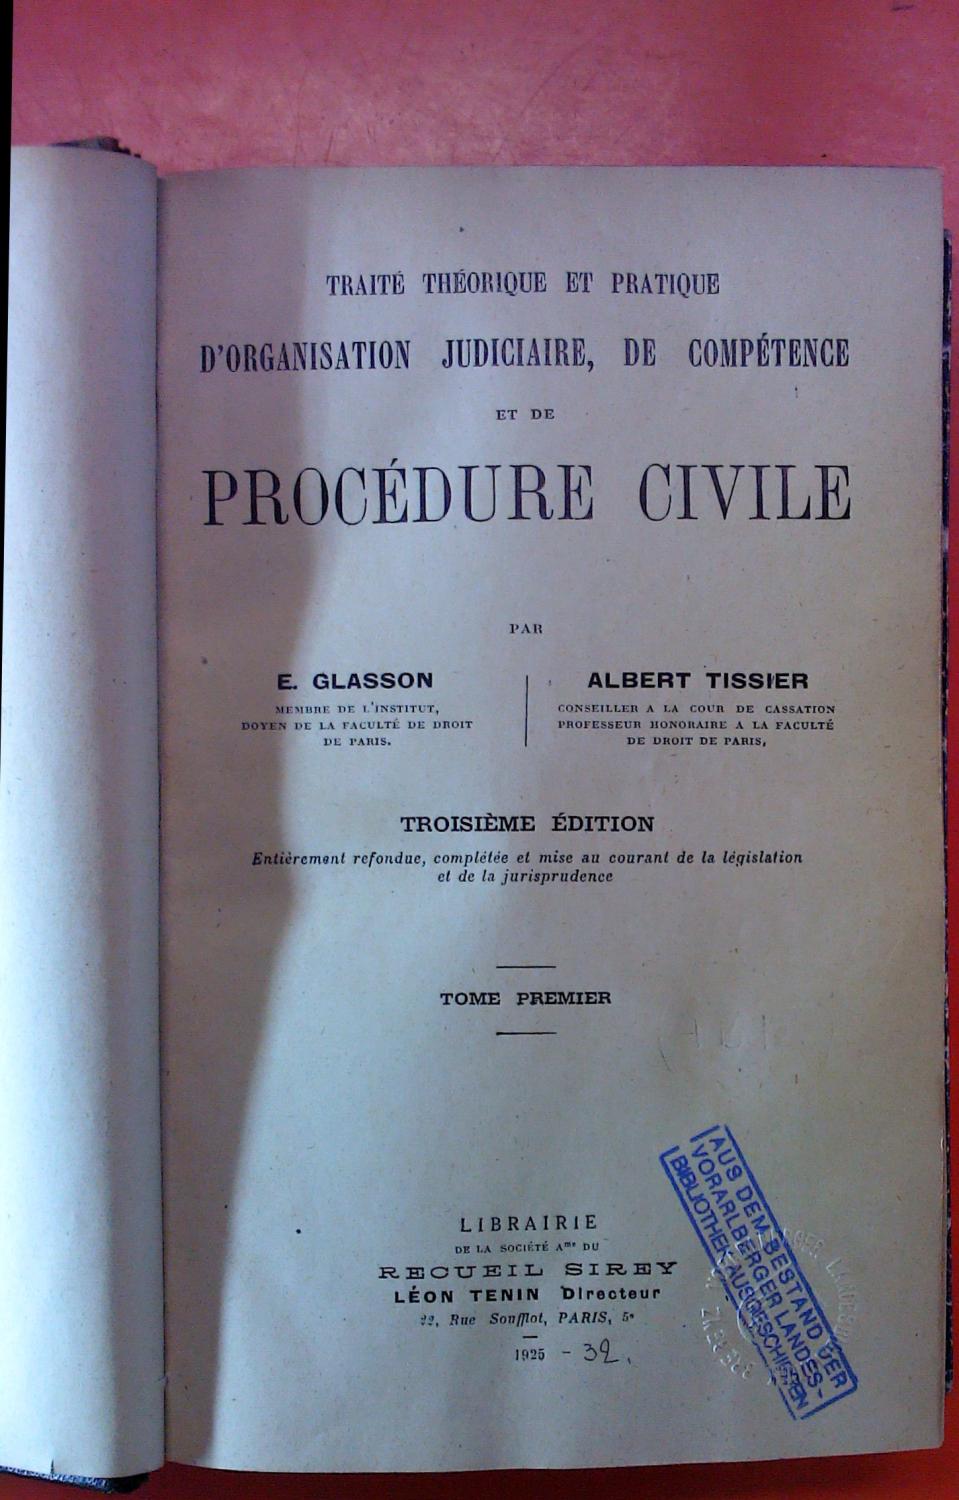 TRAITÉ THÉORIQUE ET PRATIQUE
D'ORGANISATION JUDICIAIRE, DE COMPÉTENCE
ET DE
PROCÉDURE CIVILE
PAR
E. GLASSON
MEMBRE DE L'INSTITUT,
DOYEN DE LA FACULTÉ DE DROIT
DE PARIS.
ALBERT TISSIER
CONSEILLER A LA COUR DE CASSATION
PROFESSEUR HONORAIRE A LA FACULTÉ
DE DROIT DE PARIS,
TROISIÈME ÉDITION
Entièrement refondue, complétée et mise au courant de la législation
et de la jurisprudence
TOME PREMIER
LIBRAIRIE
DE LA SOCIÉTÉ Ame DU
RECUEIL SIREY
LÉON TENIN Directeur
22, Rue Soufflot, PARIS, 5e
1925 - 32.
AUS DEM BESTAND DER
VORARLBERGER LANDES-
BIBLIOTHEK AUSGESCHIEDEN